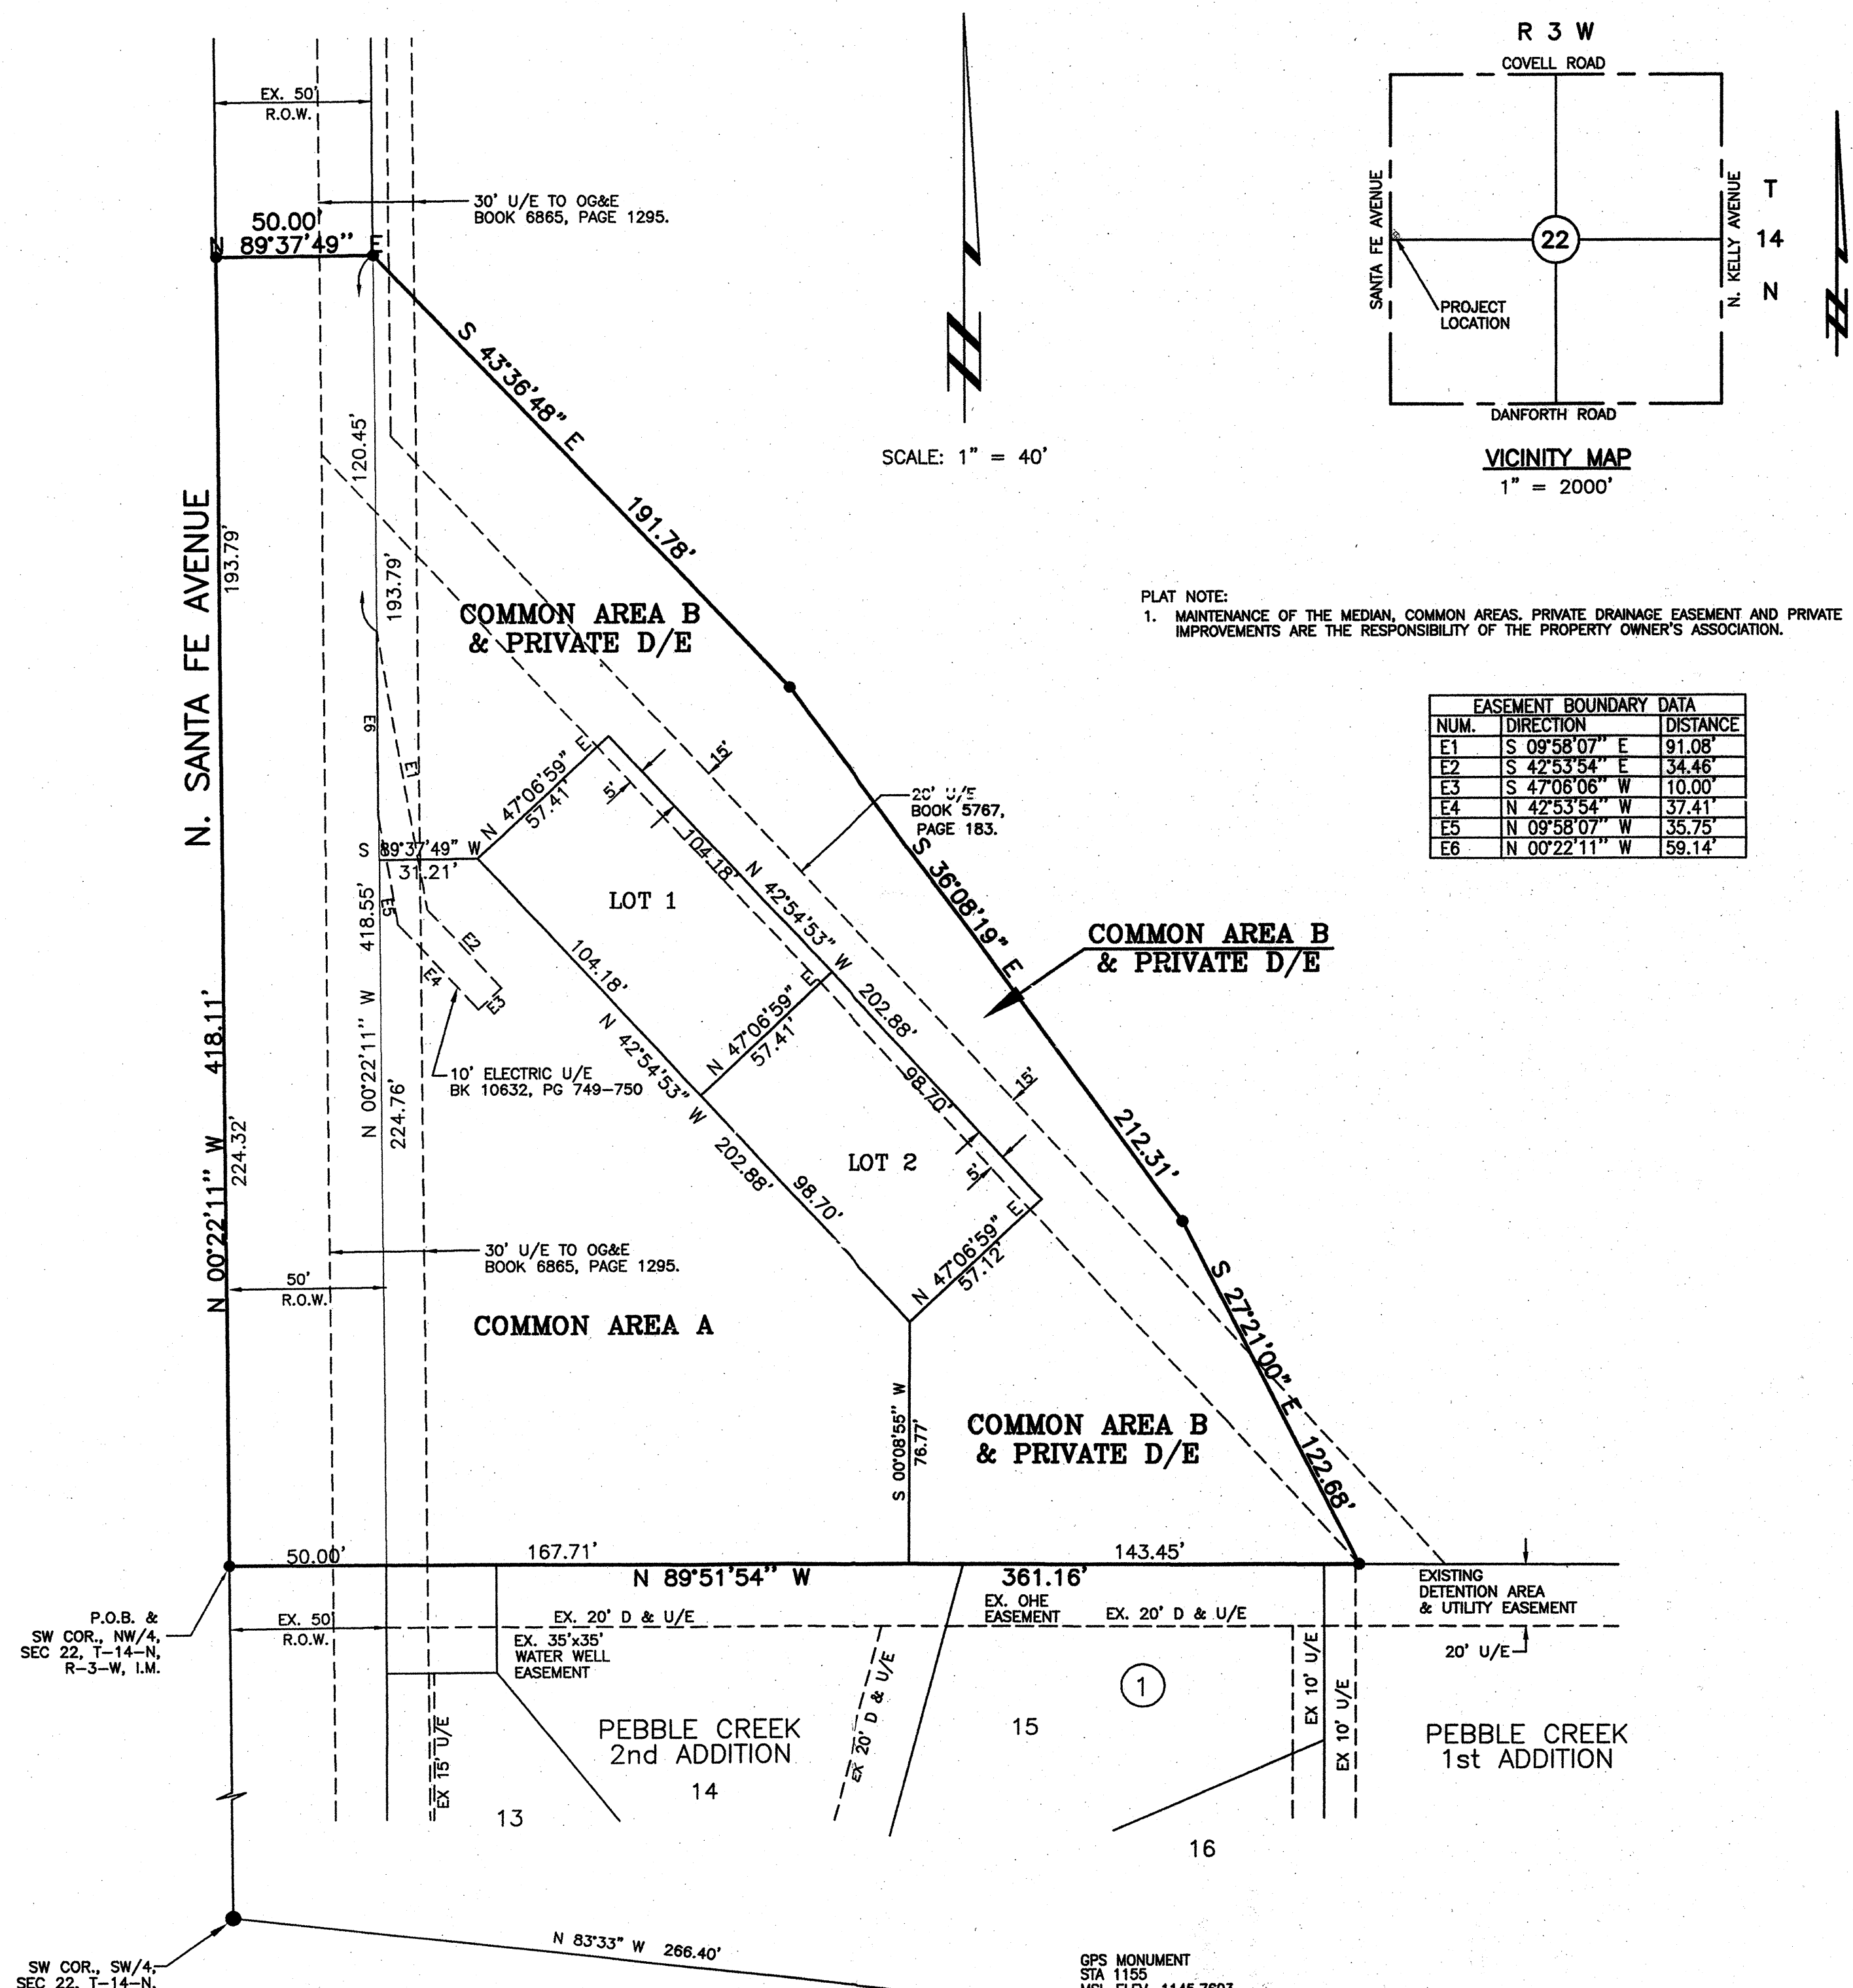 R 3 W
COVELL ROAD
SANTA FE AVENUE
N. KELLY AVENUE
T
14
N
22
PROJECT
LOCATION
DANFORTH ROAD
VICINITY MAP
1" = 2000'
EX. 50'
R.O.W.
30' U/E TO OG&E
BOOK 6865, PAGE 1295.
50.00'
N 89°37'49" E
S 43°36'48" E
191.78'
SCALE: 1" = 40'
120.45'
N. SANTA FE AVENUE
193.79'
193.79'
COMMON AREA B
& PRIVATE D/E
PLAT NOTE:
1. MAINTENANCE OF THE MEDIAN, COMMON AREAS. PRIVATE DRAINAGE EASEMENT AND PRIVATE
IMPROVEMENTS ARE THE RESPONSIBILITY OF THE PROPERTY OWNER'S ASSOCIATION.
EASEMENT BOUNDARY DATA
NUM. DIRECTION DISTANCE
E1 S 09°58'07" E 91.08'
E2 S 42°53'54" E 34.46'
E3 S 47°06'06" W 10.00'
E4 N 42°53'54" W 37.41'
E5 N 09°58'07" W 35.75'
E6 N 00°22'11" W 59.14'
E6
E1
N 47°06'59" E
57.41'
5'
15'
20' U/E
BOOK 5767,
PAGE 183.
S 89°37'49" W
31.21'
104.18'
N 42°54'53" W
S 36°08'19" E
LOT 1
418.55'
E5
E2
E4
E3
104.18'
COMMON AREA B
& PRIVATE D/E
N 47°06'59" E
57.41'
202.88'
418.11'
N 00°22'11" W
224.76'
10' ELECTRIC U/E
BK 10632, PG 749-750
N 42°54'53" W
202.88'
98.70'
15'
212.31'
224.32'
N 00°22'11" W
LOT 2
98.70'
5'
N 47°06'59" E
57.12'
30' U/E TO OG&E
BOOK 6865, PAGE 1295.
50'
R.O.W.
COMMON AREA A
S 27°21'00" E
122.68'
S 00°08'55" W
76.77'
COMMON AREA B
& PRIVATE D/E
50.00'
167.71'
143.45'
N 89°51'54" W
361.16'
P.O.B. &
SW COR., NW/4,
SEC 22, T-14-N,
R-3-W, I.M.
EX. 50'
R.O.W.
EX. 20' D & U/E
EX. OHE
EASEMENT
EX. 20' D & U/E
EXISTING
DETENTION AREA
& UTILITY EASEMENT
20' U/E
EX. 35'x35'
WATER WELL
EASEMENT
EX 15' U/E
EX 20' D & U/E
EX 10' U/E
EX 10' U/E
1
PEBBLE CREEK
2nd ADDITION
PEBBLE CREEK
1st ADDITION
13
14
15
16
SW COR., SW/4,
SEC 22, T-14-N,
N 83°33" W 266.40'
GPS MONUMENT
STA 1155